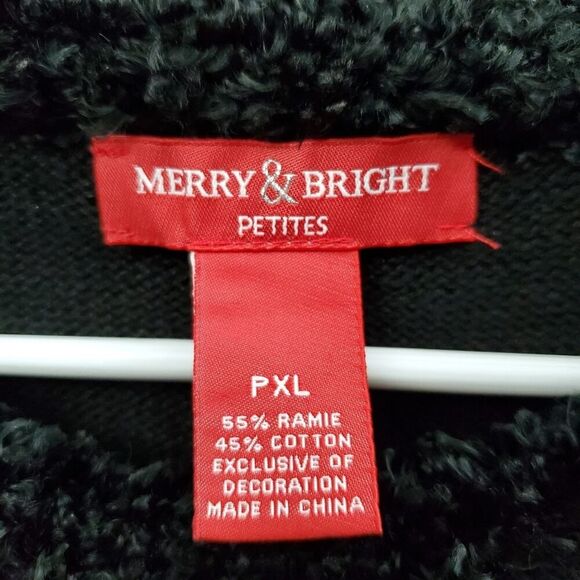 MERRY & BRIGHT
PETITES
PXL
55% RAMIE
45% COTTON
EXCLUSIVE OF
DECORATION
MADE IN CHINA